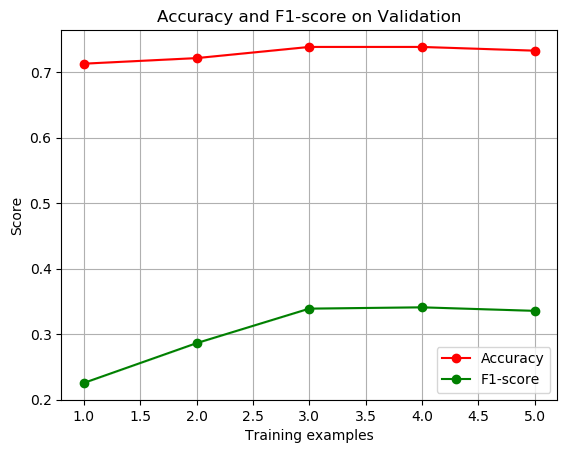 Accuracy and F1-score on Validation
Score
0.7
0.6
0.5
0.4
0.3
0.2
Accuracy
F1-score
1.0 1.5 2.0 2.5 3.0 3.5 4.0 4.5 5.0
Training examples